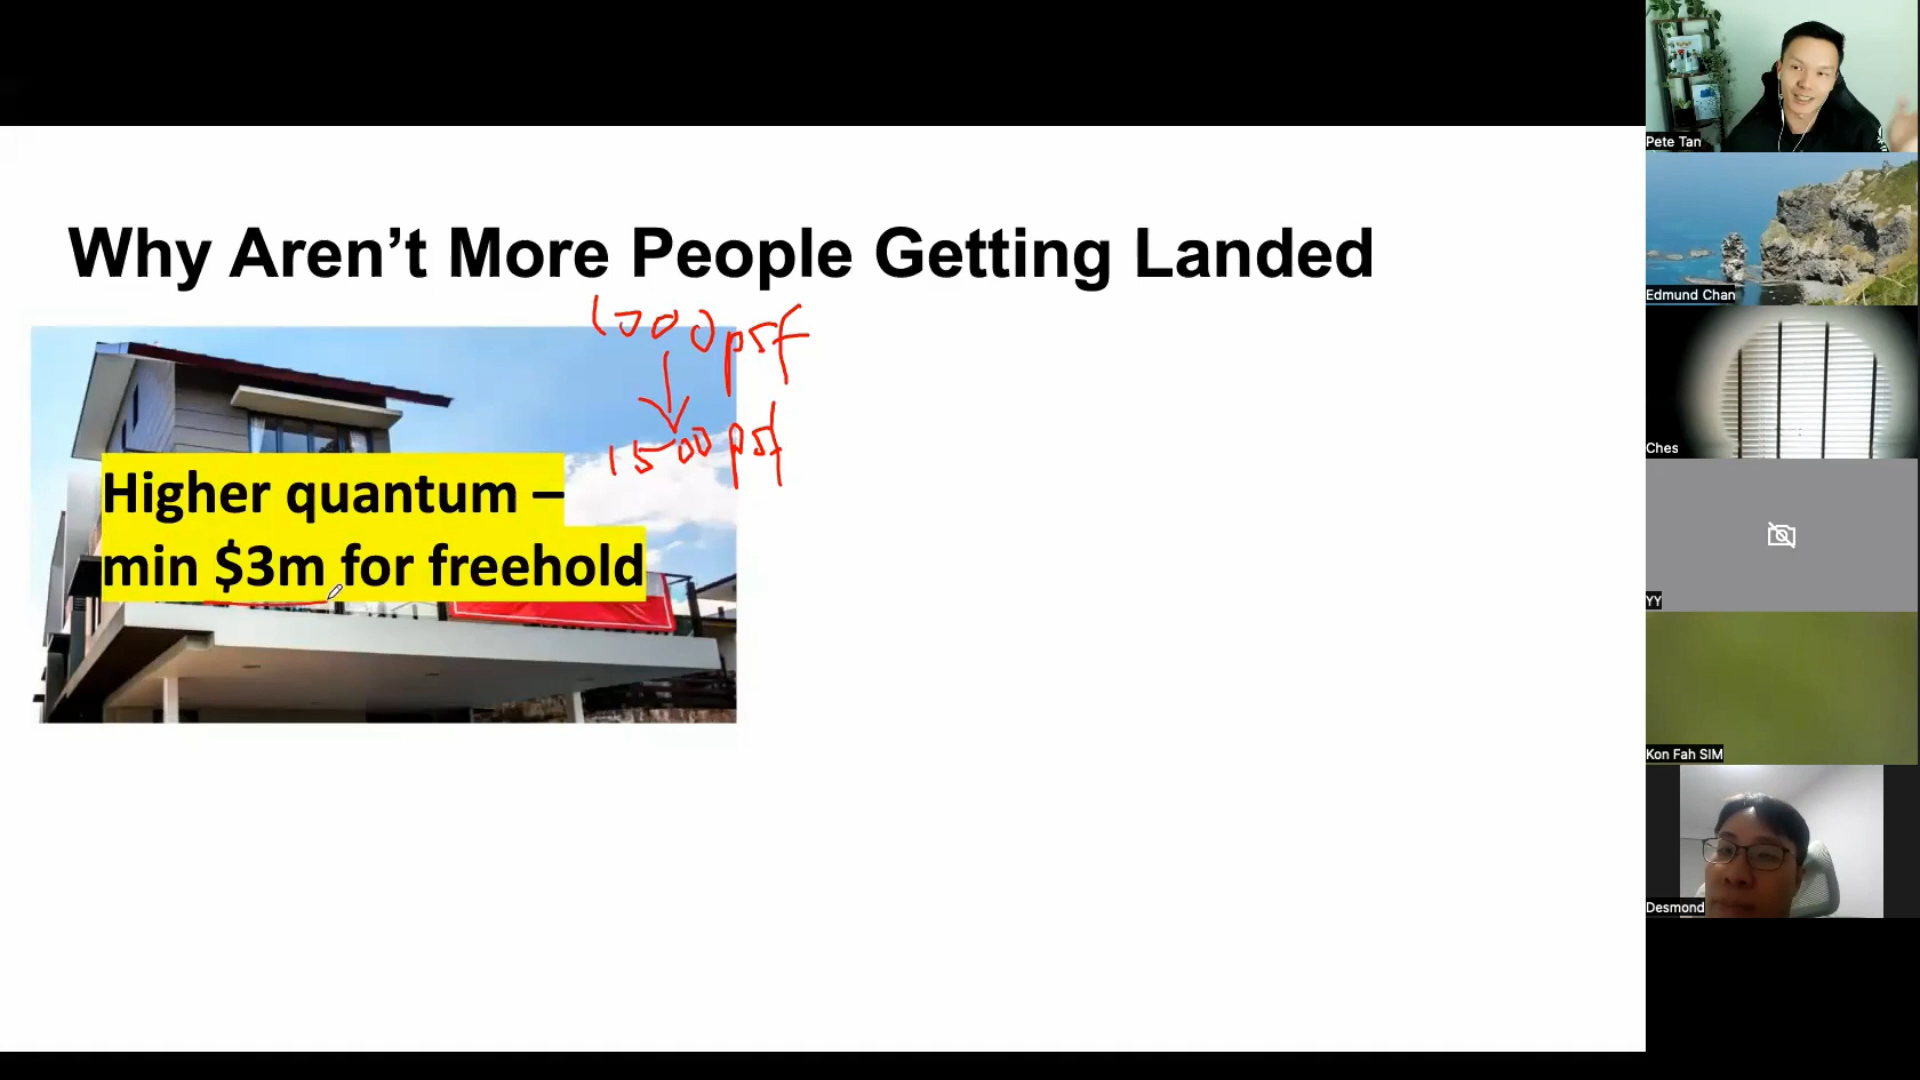 Why Aren’t More People Getting Landed
1000psf
1500psf
Higher quantum –
min $3m for freehold
Pete Tan
Edmund Chan
Ches
YY
Kon Fah SIM
Desmond